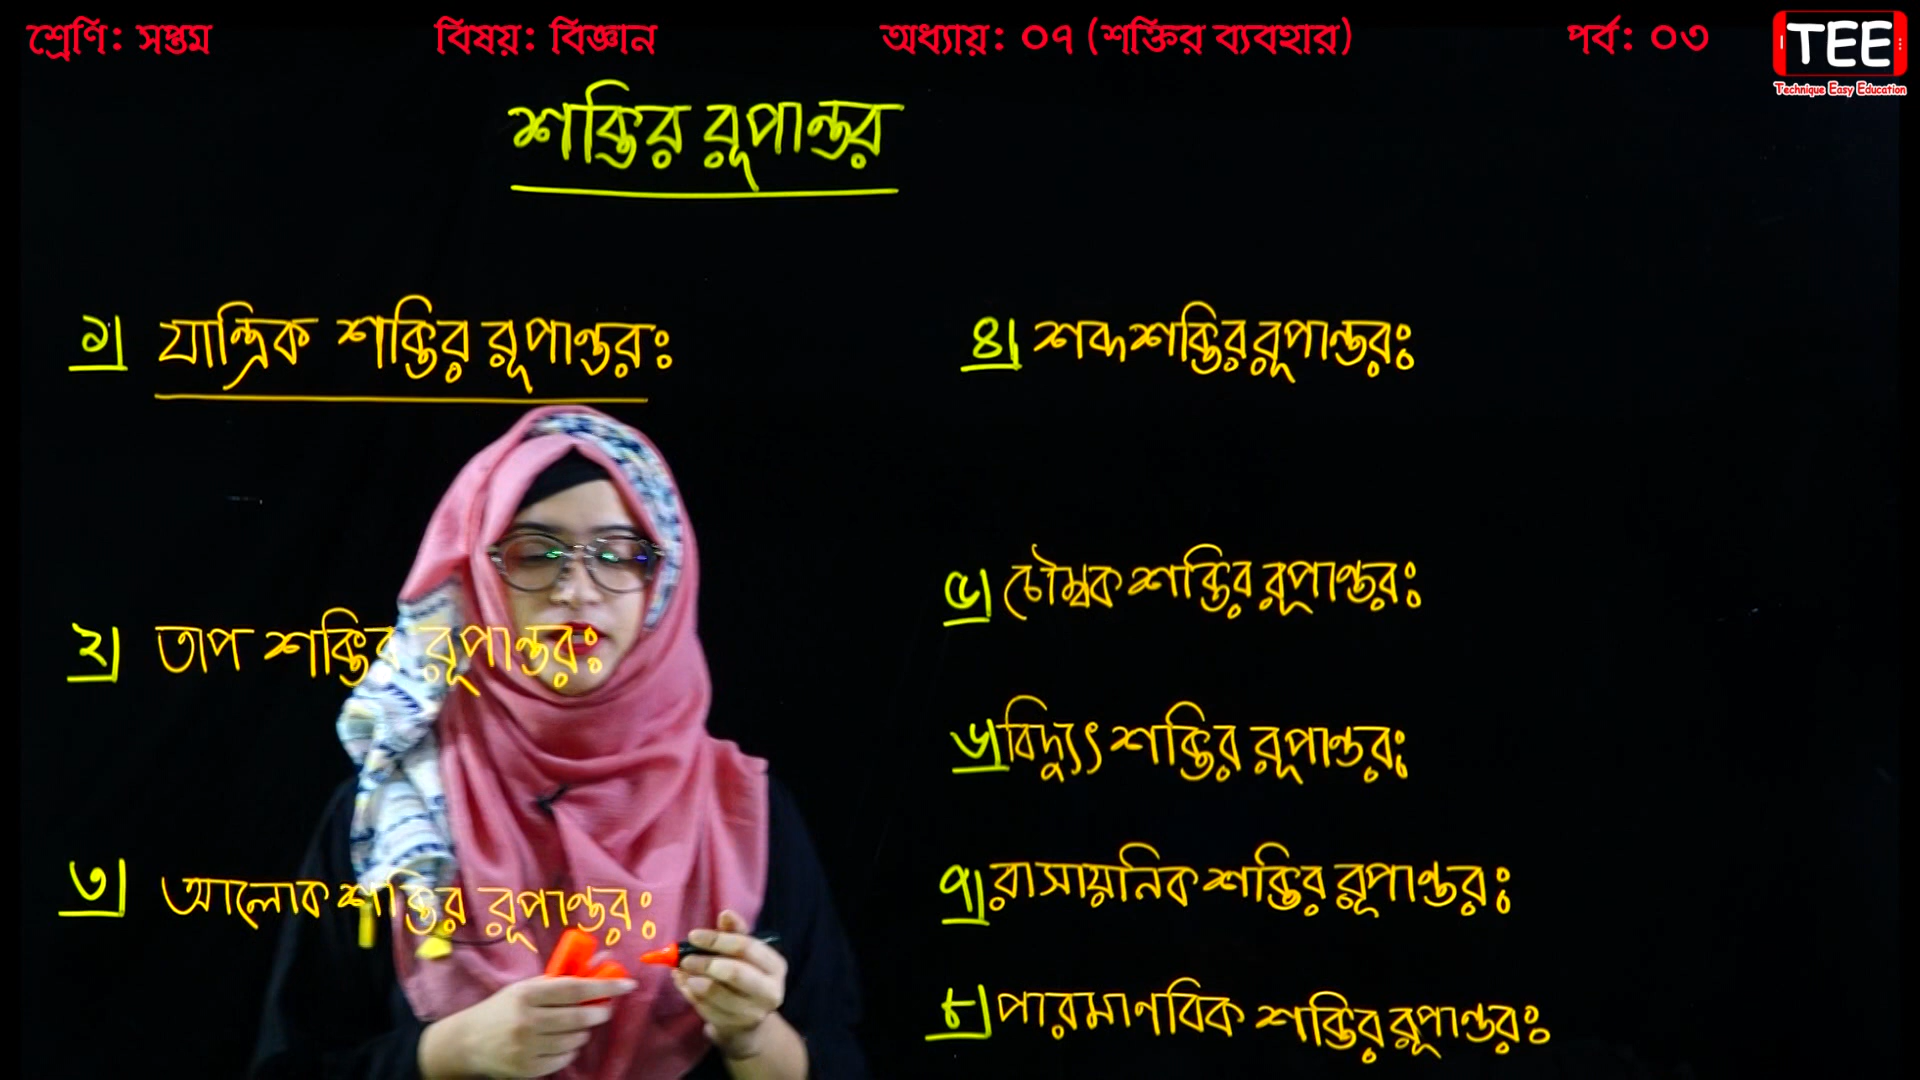 শ্রেণি: সপ্তম
বিষয়: বিজ্ঞান
অধ্যায়: ০৭ (শক্তির ব্যবহার)
পর্ব: ০৩
TEE
Technique Easy Education
শক্তির রূপান্তর
১) যান্ত্রিক শক্তির রূপান্তরঃ
২) তাপ শক্তির রূপান্তরঃ
৩) আলোক শক্তির রূপান্তরঃ
৪) শব্দ শক্তির রূপান্তরঃ
৫) চৌম্বক শক্তির রূপান্তরঃ
৬) বিদ্যুৎ শক্তির রূপান্তরঃ
৭) রাসায়নিক শক্তির রূপান্তরঃ
৮) পারমাণবিক শক্তির রূপান্তরঃ